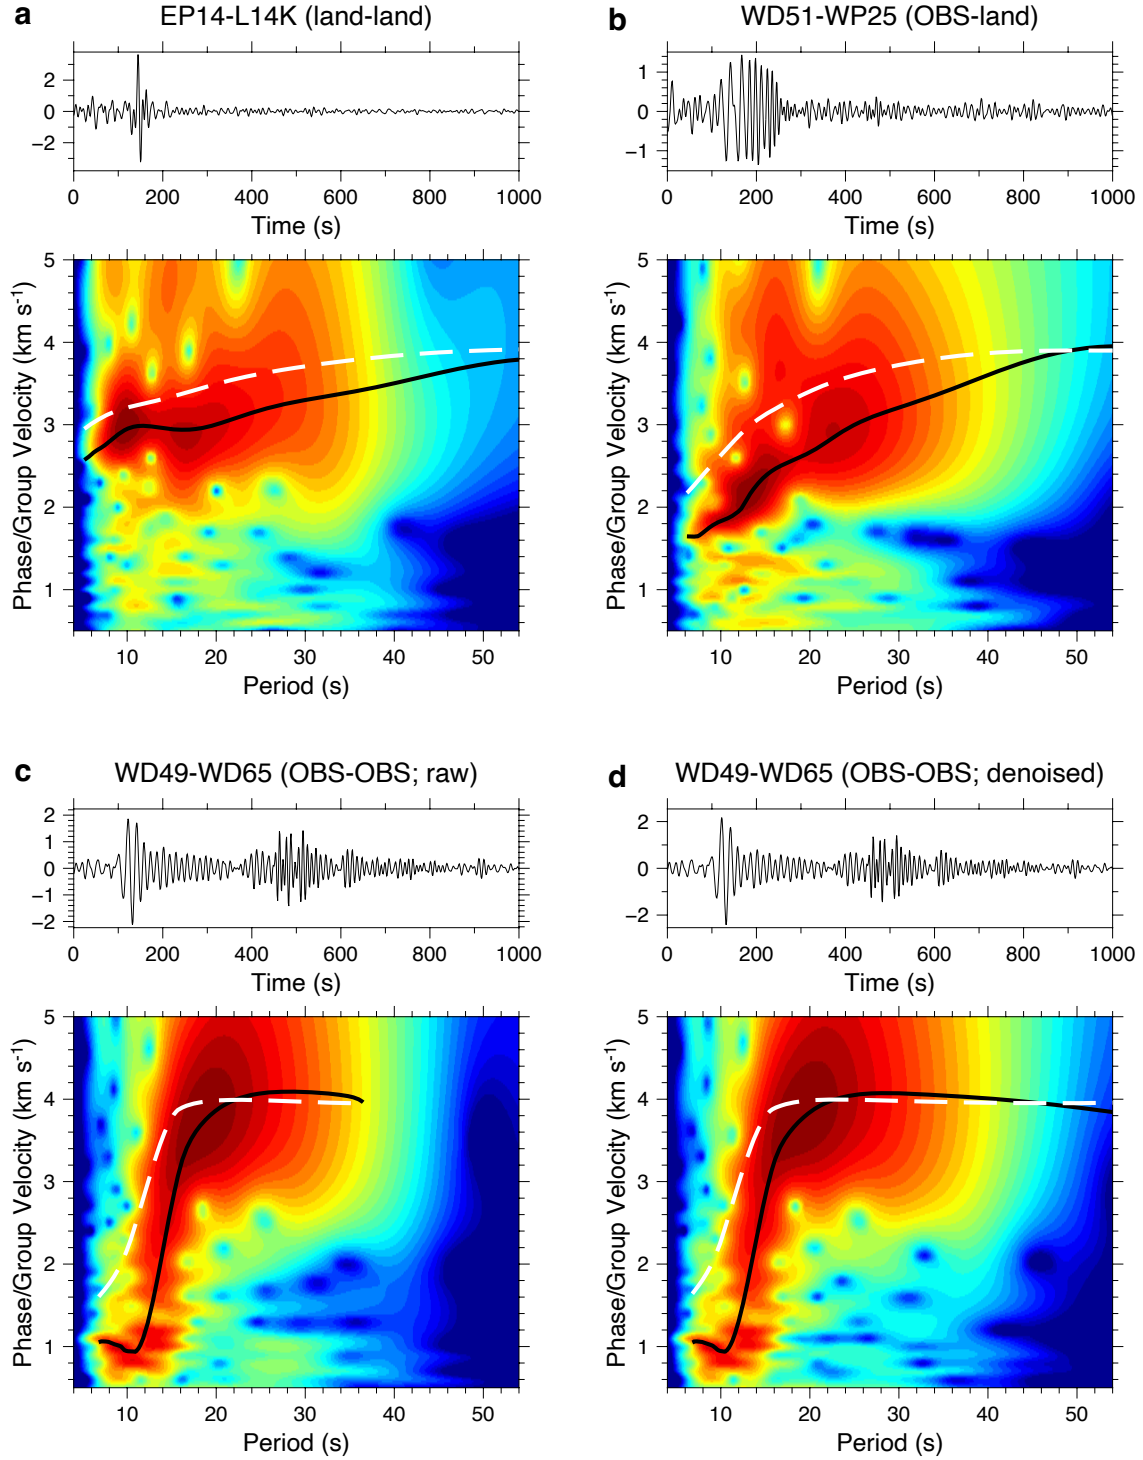 a EP14-L14K (land-land)
2
0
−2
0 200 400 600 800 1000
Time (s)
5
4
3
2
1
Phase/Group Velocity (km s-1)
10 20 30 40 50
Period (s)
b WD51-WP25 (OBS-land)
1
0
−1
0 200 400 600 800 1000
Time (s)
5
4
3
2
1
Phase/Group Velocity (km s-1)
10 20 30 40 50
Period (s)
c WD49-WD65 (OBS-OBS; raw)
2
1
0
−1
−2
0 200 400 600 800 1000
Time (s)
5
4
3
2
1
Phase/Group Velocity (km s-1)
10 20 30 40 50
Period (s)
d WD49-WD65 (OBS-OBS; denoised)
2
0
−2
0 200 400 600 800 1000
Time (s)
5
4
3
2
1
Phase/Group Velocity (km s-1)
10 20 30 40 50
Period (s)